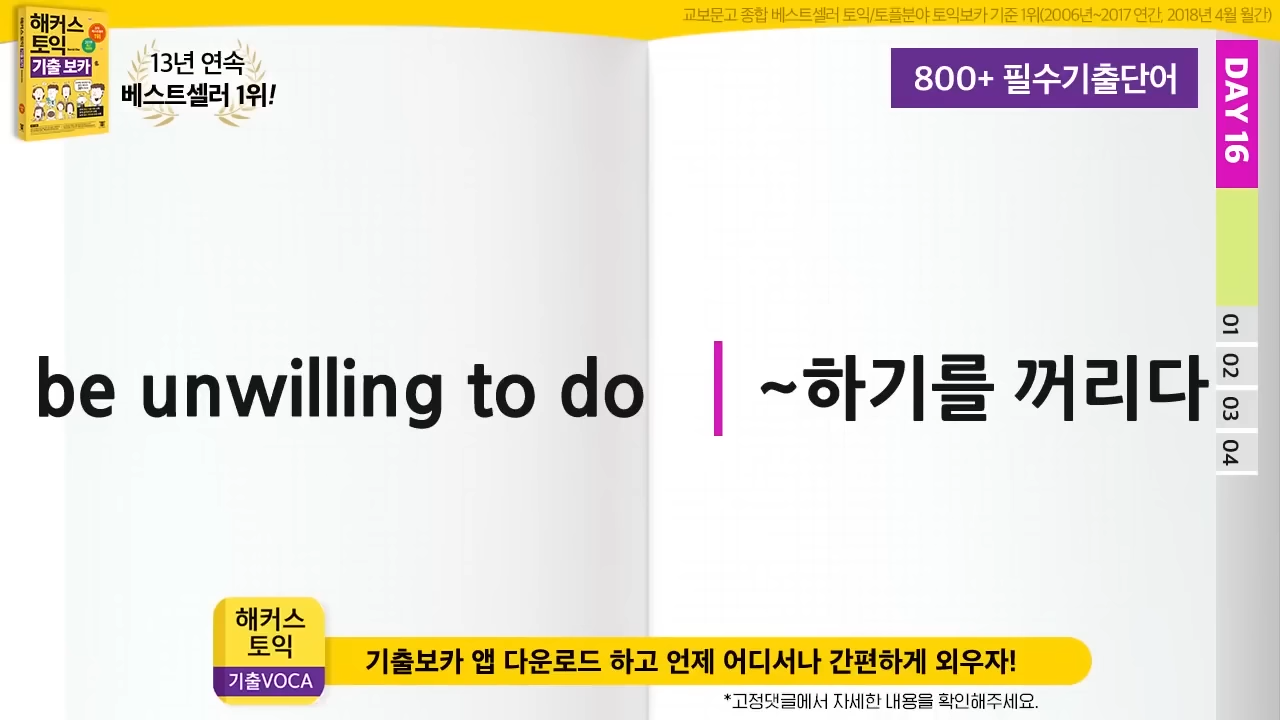 교보문고 종합 베스트셀러 토익/토플분야 토익보카 기준 1위(2006년~2017 연간, 2018년 4월 월간)
해커스
토익
기출 보카
13년 연속
베스트셀러 1위!
800+ 필수기출단어
DAY 16
01
02
03
04
be unwilling to do
~하기를 꺼리다
해커스
토익
기출VOCA
기출보카 앱 다운로드 하고 언제 어디서나 간편하게 외우자!
*고정댓글에서 자세한 내용을 확인해주세요.